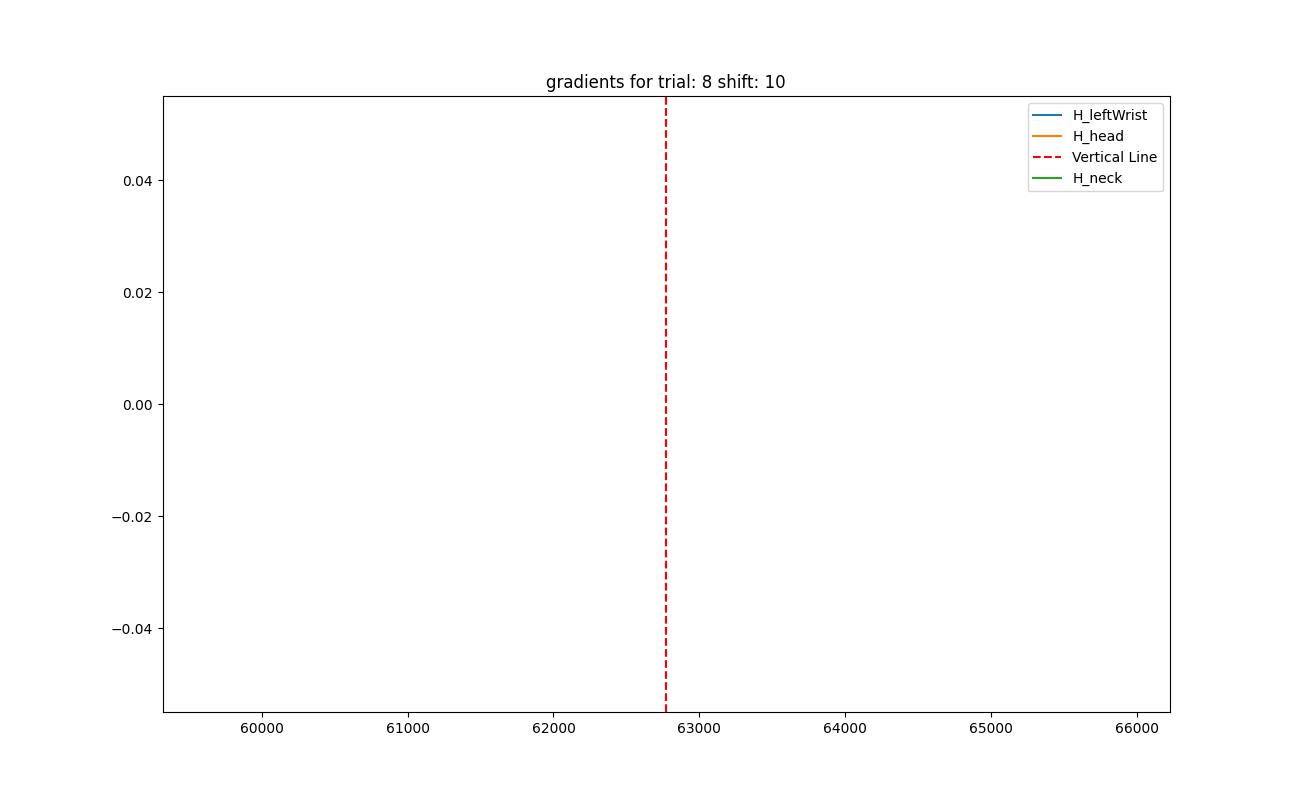 gradients for trial: 8 shift: 10
H_leftWrist
H_head
Vertical Line
H_neck
0.04
0.02
0.00
−0.02
−0.04
60000 61000 62000 63000 64000 65000 66000